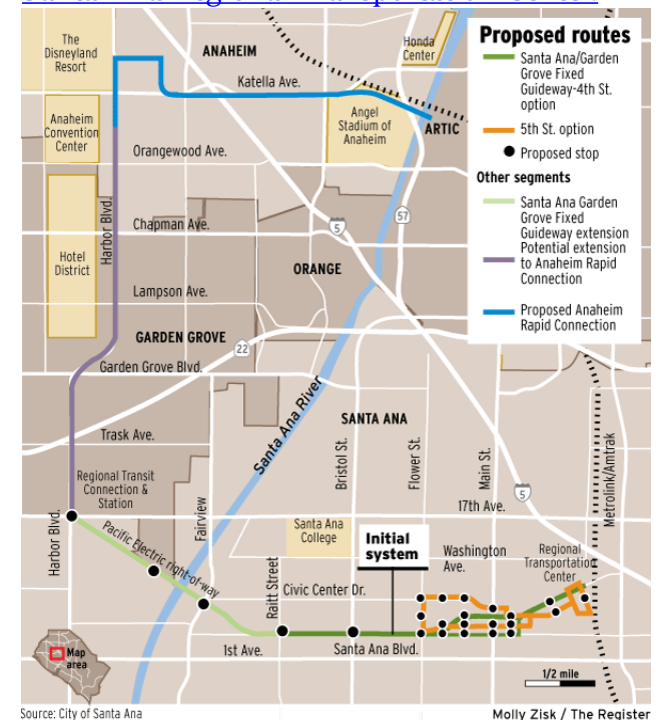 The
Disneyland
Resort
ANAHEIM
Honda
Center
Katella Ave.
Anaheim
Convention
Center
Angel
Stadium of
Anaheim
ARTIC
Orangewood Ave.
Proposed routes
Santa Ana/Garden
Grove Fixed
Guideway-4th St.
option
5th St. option
Proposed stop
Other segments
Santa Ana Garden
Grove Fixed
Guideway extension
Potential extension
to Anaheim Rapid
Connection
Proposed Anaheim
Rapid Connection
Harbor Blvd.
Hotel
District
Chapman Ave.
5
57
ORANGE
Lampson Ave.
GARDEN GROVE
22
Garden Grove Blvd.
Santa Ana River
SANTA ANA
Trask Ave.
Bristol St.
Flower St.
Main St.
Metrolink/Amtrak
Regional Transit
Connection &
Station
5
17th Ave.
Harbor Blvd.
Pacific Electric right-of-way
Fairview
Santa Ana
College
Initial
system
Washington
Ave.
Regional
Transportation
Center
Raitt Street
Civic Center Dr.
1st Ave.
Santa Ana Blvd.
Map
area
1/2 mile
Source: City of Santa Ana
Molly Zisk / The Register